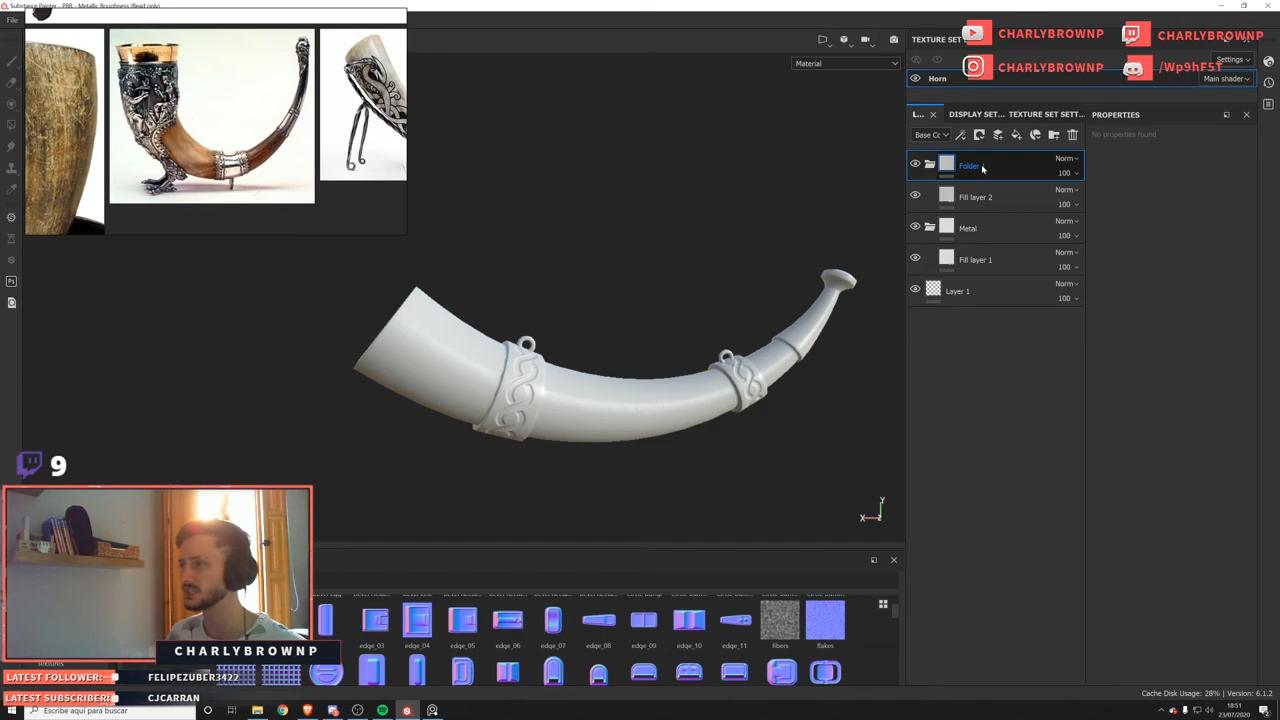 Substance Painter - PBR - Metallic Roughness (Read only)
File
Material
TEXTURE SET
CHARLYBROWNP
CHARLYBROWNP
Settings
CHARLYBROWNP
/Wp9hF5T
Horn
Main shader
L...
DISPLAY SET...
TEXTURE SET SETT...
PROPERTIES
Base Cc
No properties found
Folder
Norm
100
Fill layer 2
Norm
100
Metal
Norm
100
Fill layer 1
Norm
100
Layer 1
Norm
100
Y
X
Z
9
edge_03
edge_04
edge_05
edge_06
edge_07
edge_08
edge_09
edge_10
edge_11
fibers
flakes
CHARLYBROWNP
Textures
LATEST FOLLOWER:
FELIPEZUBER3422
LATEST SUBSCRIBER:
CJCARRAN
Cache Disk Usage: 28% | Version: 6.1.2
Ps
Escribe aquí para buscar
18:51
23/07/2020